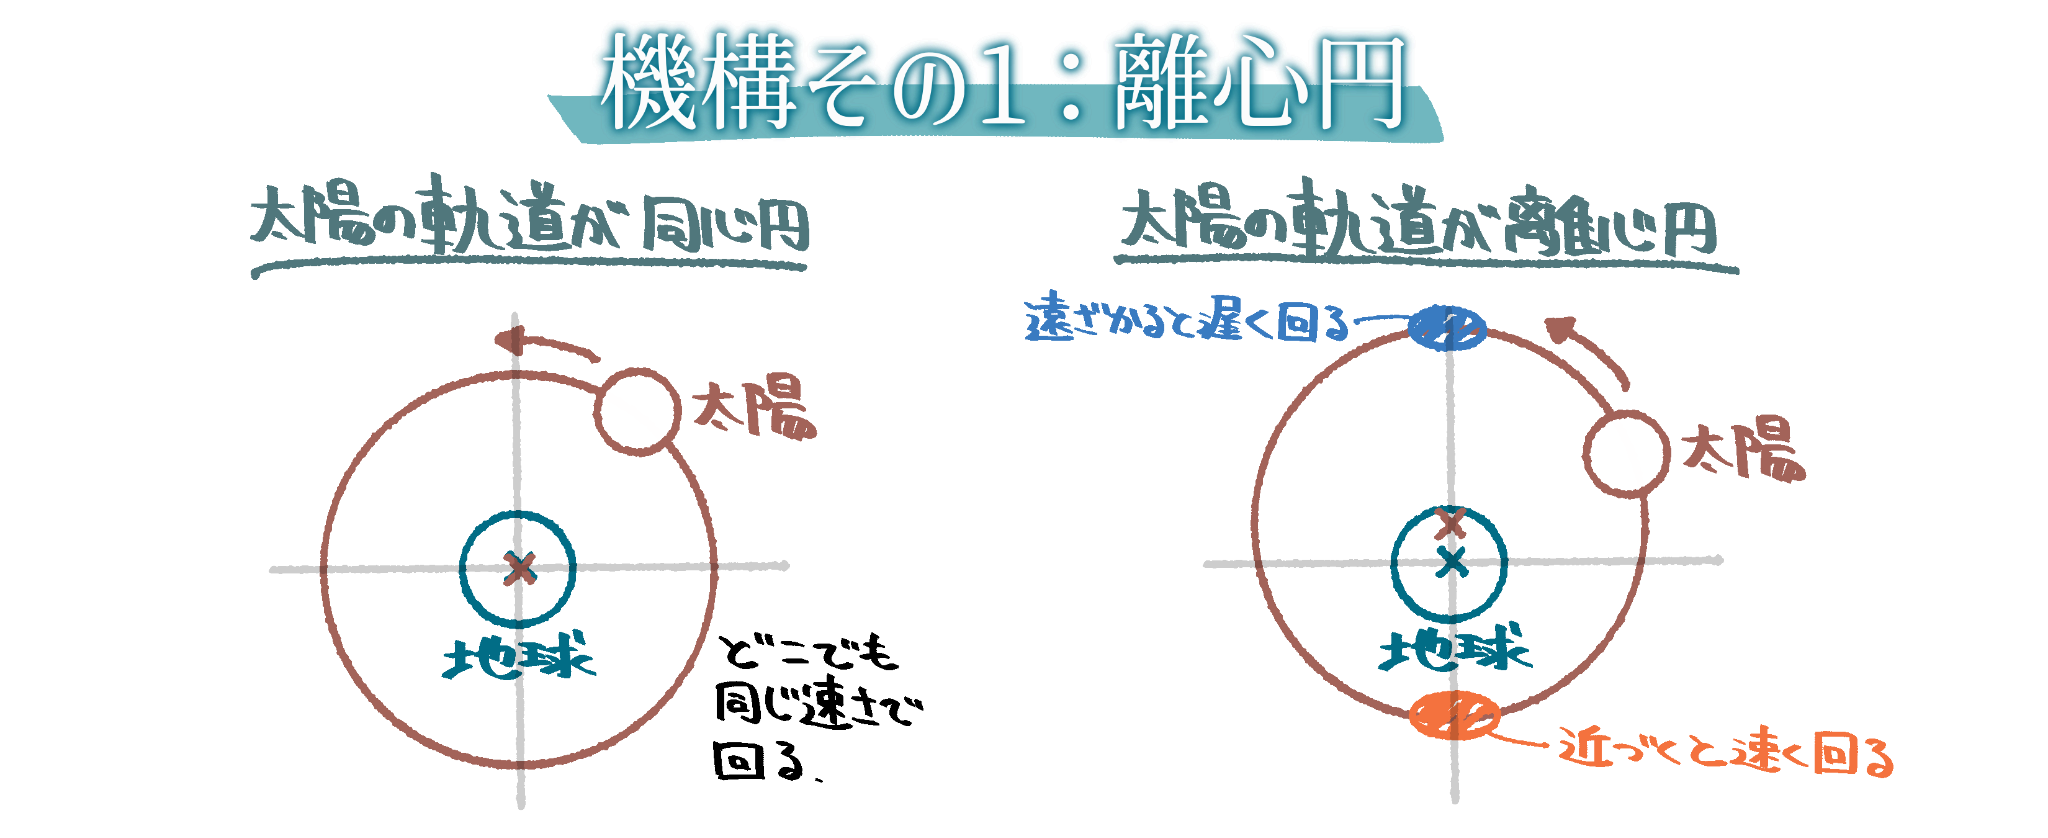 機構その1：離心円
太陽の軌道が同心円
太陽
地球
どこでも
同じ速さで
回る.
太陽の軌道が離心円
遠ざかると遅く回る
太陽
地球
近づくと速く回る